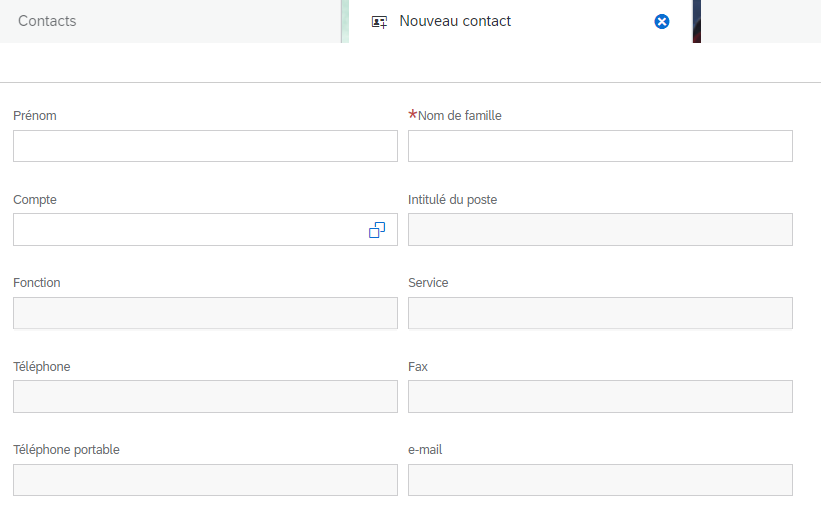 Contacts
Nouveau contact
Prénom
*Nom de famille
Compte
Intitulé du poste
Fonction
Service
Téléphone
Fax
Téléphone portable
e-mail